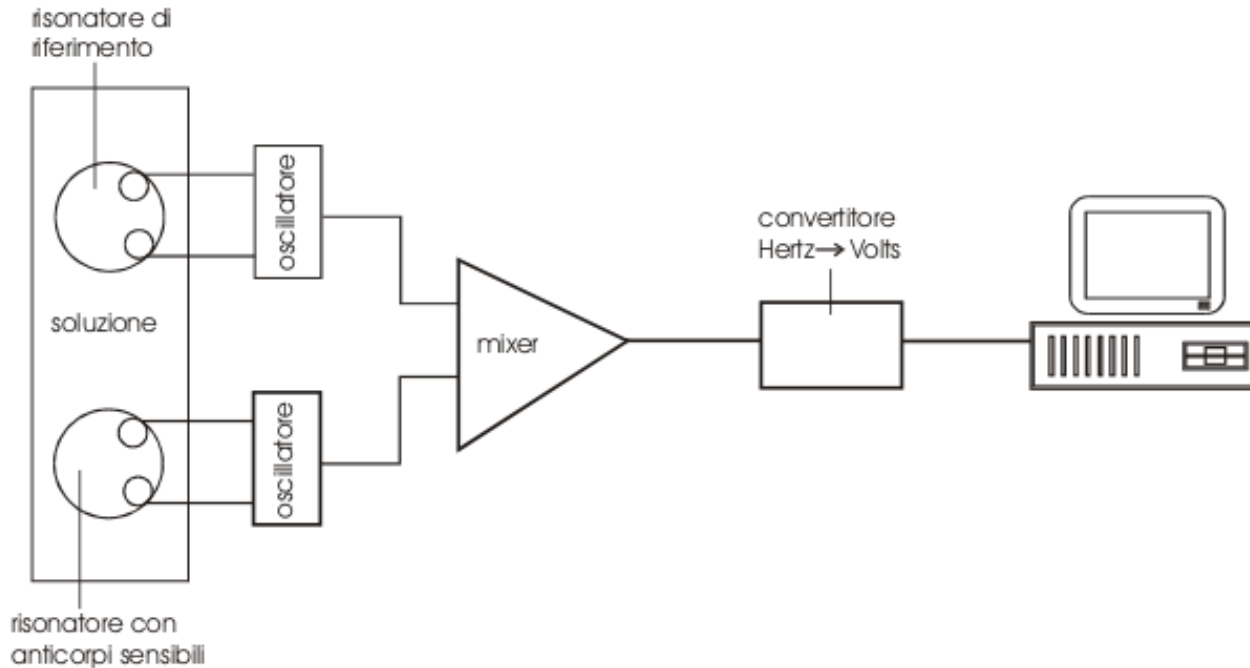 risonatore di
riferimento
oscillatore
soluzione
mixer
convertitore
Hertz→ Volts
oscillatore
risonatore con
anticorpi sensibili